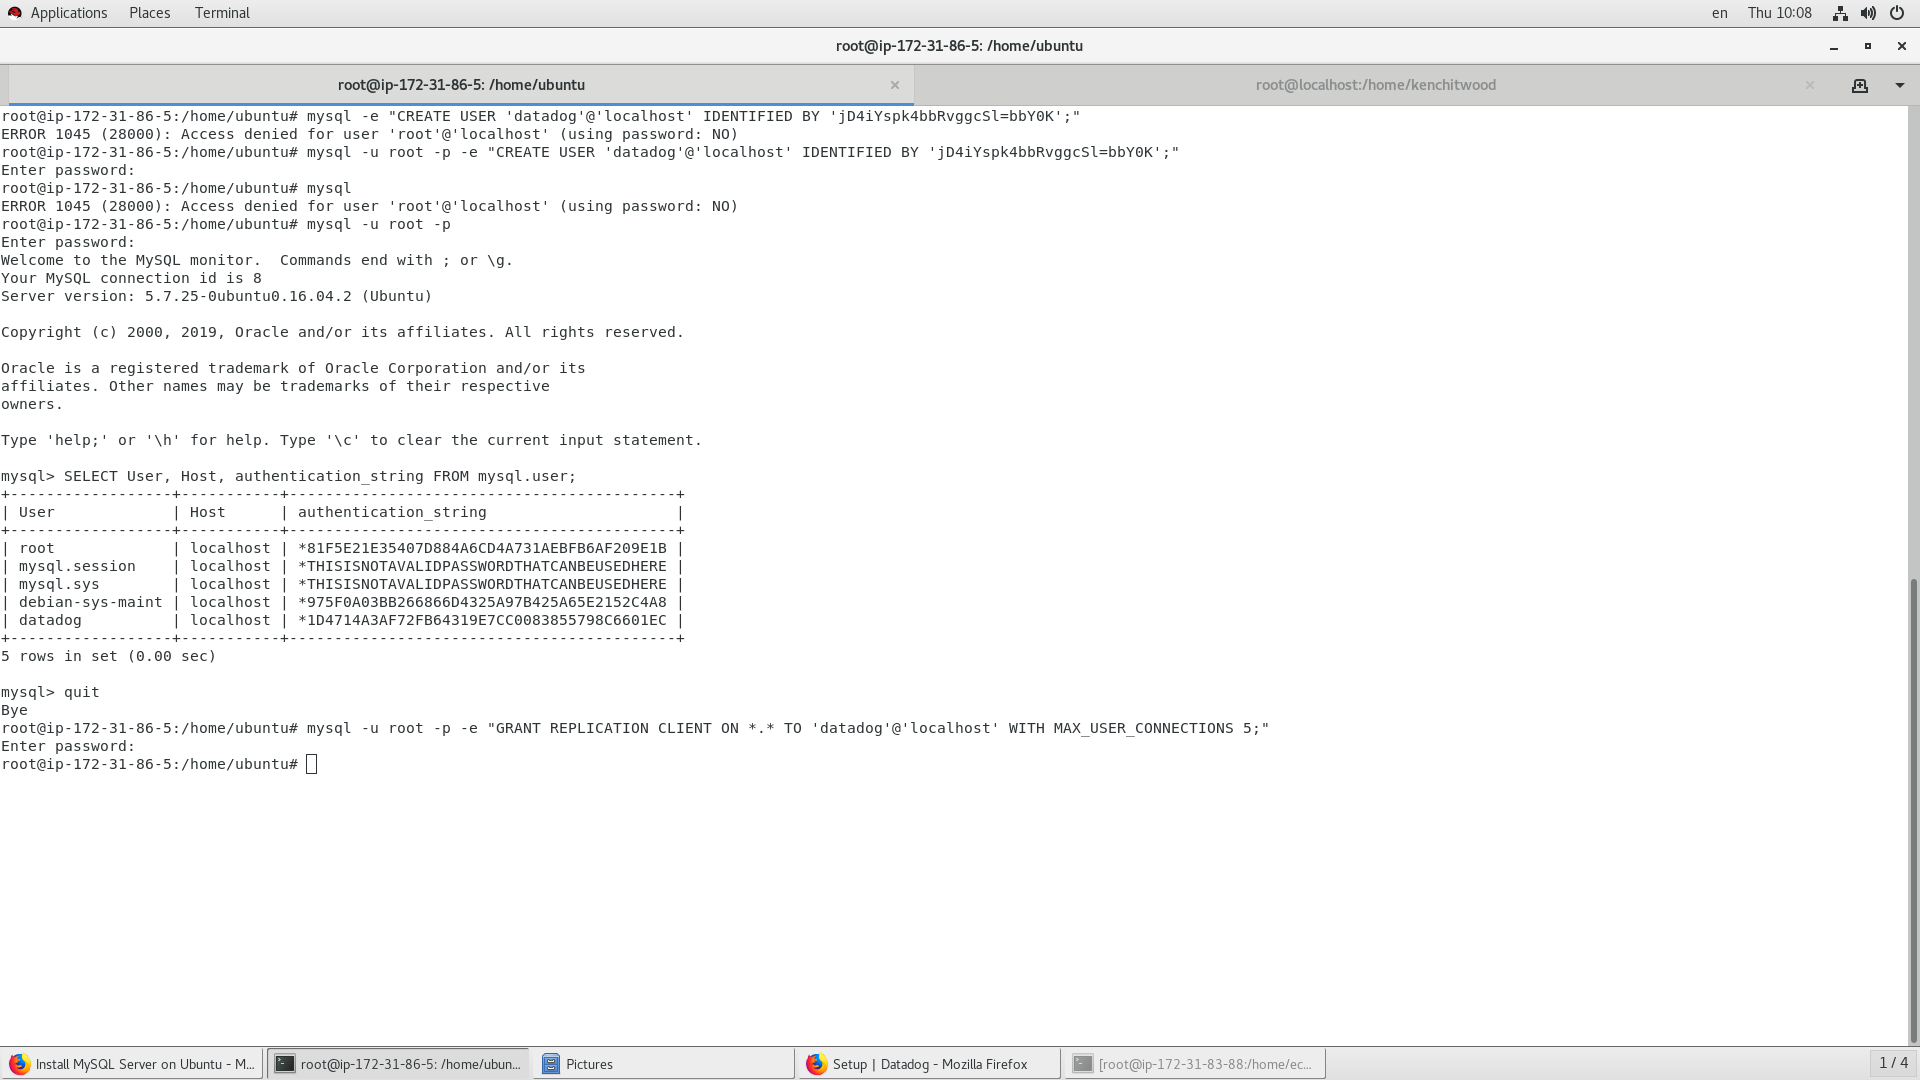 Applications Places Terminal en Thu 10:08
root@ip-172-31-86-5: /home/ubuntu
root@ip-172-31-86-5: /home/ubuntu root@localhost:/home/kenchitwood
root@ip-172-31-86-5:/home/ubuntu# mysql -e "CREATE USER 'datadog'@'localhost' IDENTIFIED BY 'jD4iYspk4bbRvggcSl=bbY0K';"
ERROR 1045 (28000): Access denied for user 'root'@'localhost' (using password: NO)
root@ip-172-31-86-5:/home/ubuntu# mysql -u root -p -e "CREATE USER 'datadog'@'localhost' IDENTIFIED BY 'jD4iYspk4bbRvggcSl=bbY0K';"
Enter password:
root@ip-172-31-86-5:/home/ubuntu# mysql
ERROR 1045 (28000): Access denied for user 'root'@'localhost' (using password: NO)
root@ip-172-31-86-5:/home/ubuntu# mysql -u root -p
Enter password:
Welcome to the MySQL monitor.  Commands end with ; or \g.
Your MySQL connection id is 8
Server version: 5.7.25-0ubuntu0.16.04.2 (Ubuntu)
Copyright (c) 2000, 2019, Oracle and/or its affiliates. All rights reserved.
Oracle is a registered trademark of Oracle Corporation and/or its
affiliates. Other names may be trademarks of their respective
owners.
Type 'help;' or '\h' for help. Type '\c' to clear the current input statement.
mysql> SELECT User, Host, authentication_string FROM mysql.user;
+------------------+-----------+-------------------------------------------+
| User             | Host      | authentication_string                     |
+------------------+-----------+-------------------------------------------+
| root             | localhost | *81F5E21E35407D884A6CD4A731AEBFB6AF209E1B |
| mysql.session    | localhost | *THISISNOTAVALIDPASSWORDTHATCANBEUSEDHERE |
| mysql.sys        | localhost | *THISISNOTAVALIDPASSWORDTHATCANBEUSEDHERE |
| debian-sys-maint | localhost | *975F0A03BB266866D4325A97B425A65E2152C4A8 |
| datadog          | localhost | *1D4714A3AF72FB64319E7CC0083855798C6601EC |
+------------------+-----------+-------------------------------------------+
5 rows in set (0.00 sec)
mysql> quit
Bye
root@ip-172-31-86-5:/home/ubuntu# mysql -u root -p -e "GRANT REPLICATION CLIENT ON *.* TO 'datadog'@'localhost' WITH MAX_USER_CONNECTIONS 5;"
Enter password:
root@ip-172-31-86-5:/home/ubuntu#
Install MySQL Server on Ubuntu - M... root@ip-172-31-86-5: /home/ubun... Pictures Setup | Datadog - Mozilla Firefox [root@ip-172-31-83-88:/home/ec... 1 / 4